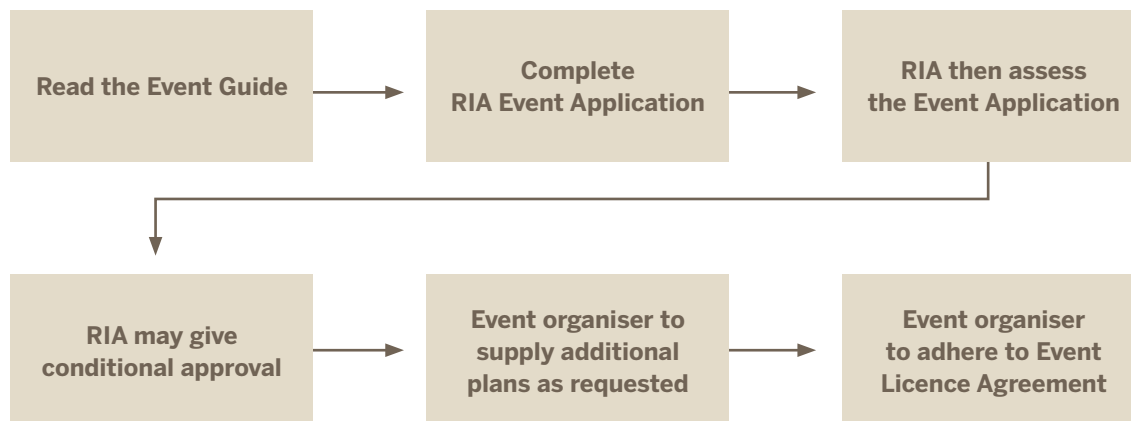 Read the Event Guide
Complete
RIA Event Application
RIA then assess
the Event Application
RIA may give
conditional approval
Event organiser to
supply additional
plans as requested
Event organiser
to adhere to Event
Licence Agreement